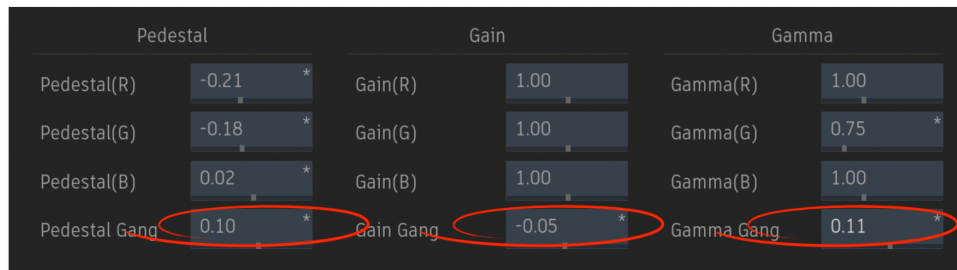 Pedestal Gain Gamma
Pedestal(R) -0.21 * Gain(R) 1.00 Gamma(R) 1.00
Pedestal(G) -0.18 * Gain(G) 1.00 Gamma(G) 0.75 *
Pedestal(B) 0.02 Gain(B) 1.00 Gamma(B) 1.00
Pedestal Gang 0.10 * Gain Gang -0.05 * Gamma Gang 0.11 *